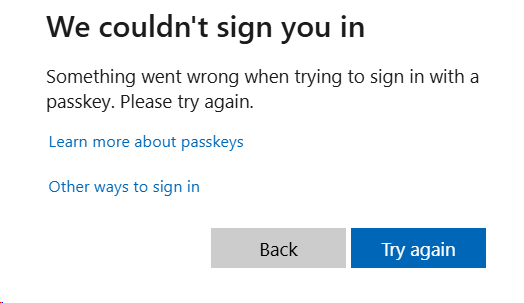 We couldn't sign you in
Something went wrong when trying to sign in with a
passkey. Please try again.
Learn more about passkeys
Other ways to sign in
Back
Try again